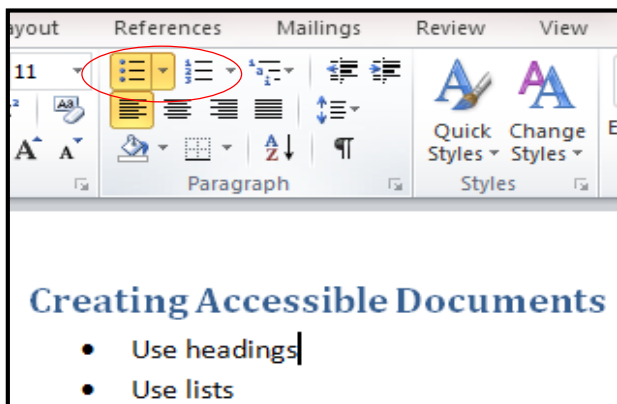 ayout References Mailings Review View
11
Aa
A A
A Z
¶
A A
Quick Change
Styles Styles
Paragraph Styles
Creating Accessible Documents
• Use headings
• Use lists